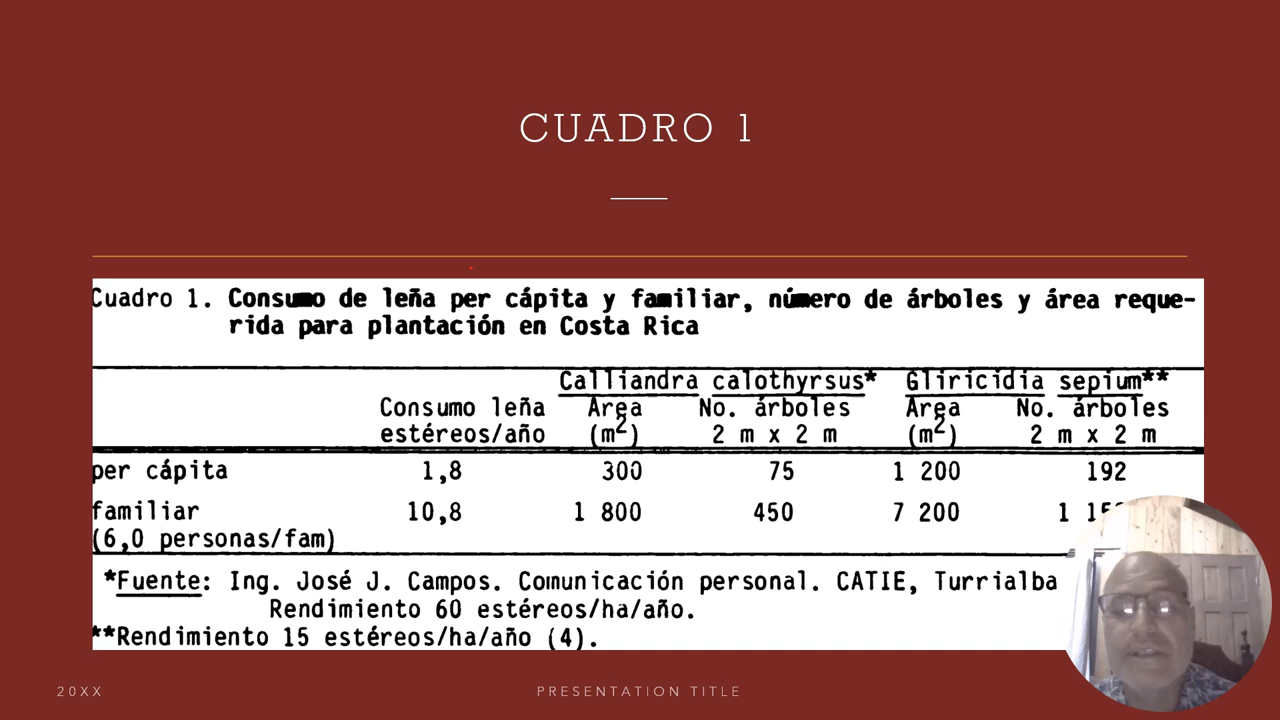 CUADRO 1
Cuadro 1. Consumo de leña per cápita y familiar, número de árboles y área reque-
rida para plantación en Costa Rica
Calliandra calothyrsus* Gliricidia sepium**
Consumo leña Area No. árboles Area No. árboles
estéreos/año (m²) 2 m x 2 m (m²) 2 m x 2 m
per cápita 1,8 300 75 1 200 192
familiar 10,8 1 800 450 7 200
(6,0 personas/fam)
*Fuente: Ing. José J. Campos. Comunicación personal. CATIE, Turrialba
Rendimiento 60 estéreos/ha/año.
**Rendimiento 15 estéreos/ha/año (4).
20XX PRESENTATION TITLE